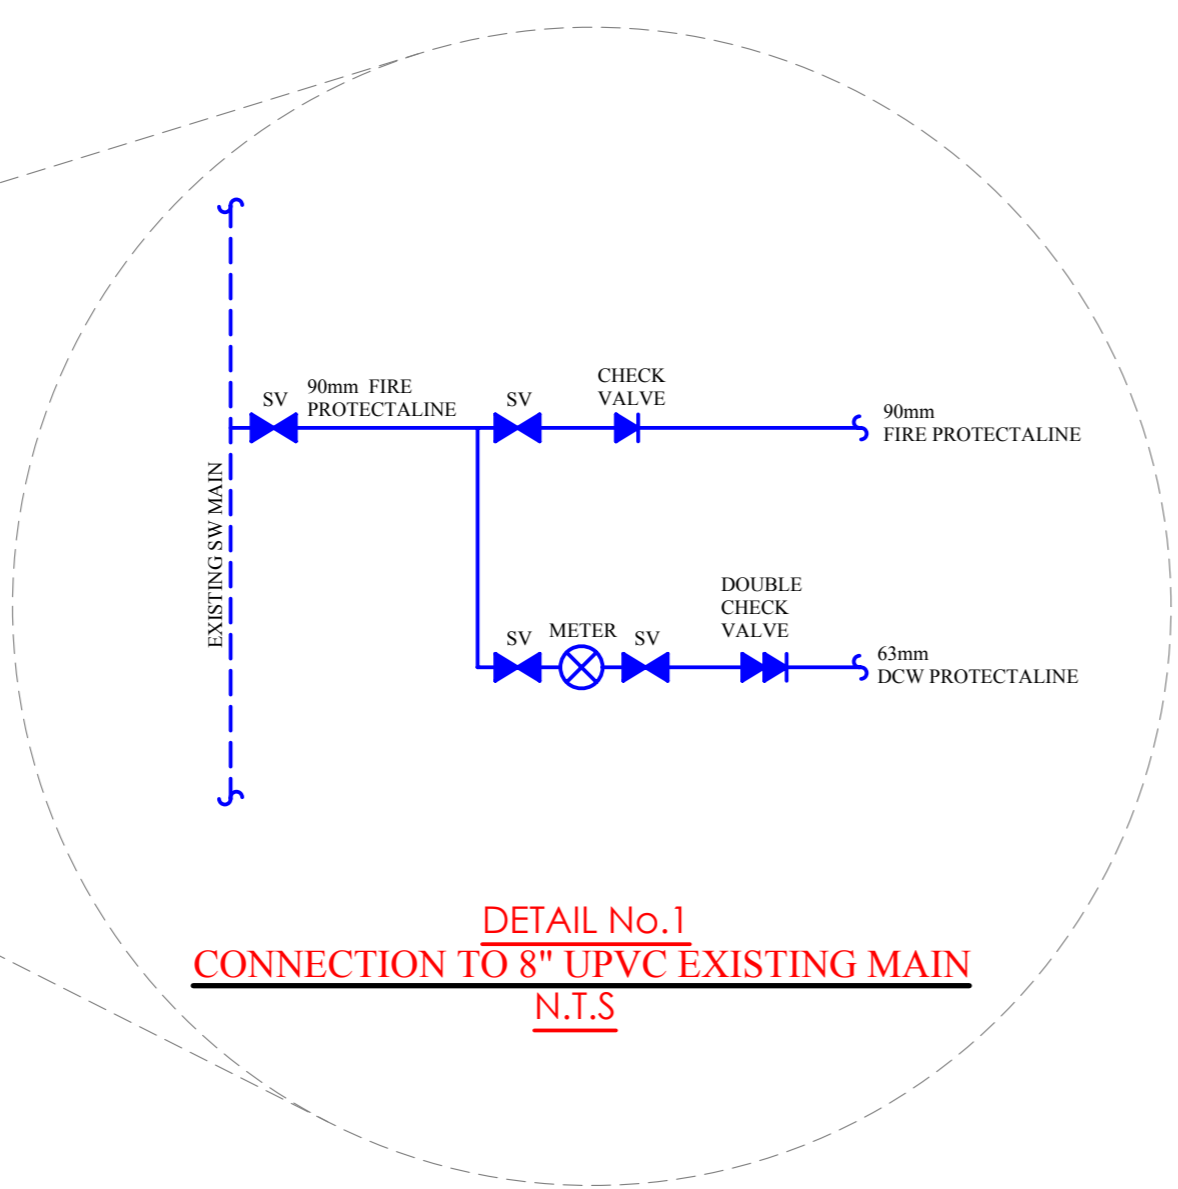 CHECK
VALVE
SV
90mm  FIRE
PROTECTALINE
SV
90mm
FIRE PROTECTALINE
EXISTING SW MAIN
DOUBLE
CHECK
VALVE
SV
METER
SV
63mm
DCW PROTECTALINE
DETAIL No.1
CONNECTION TO 8" UPVC EXISTING MAIN
N.T.S